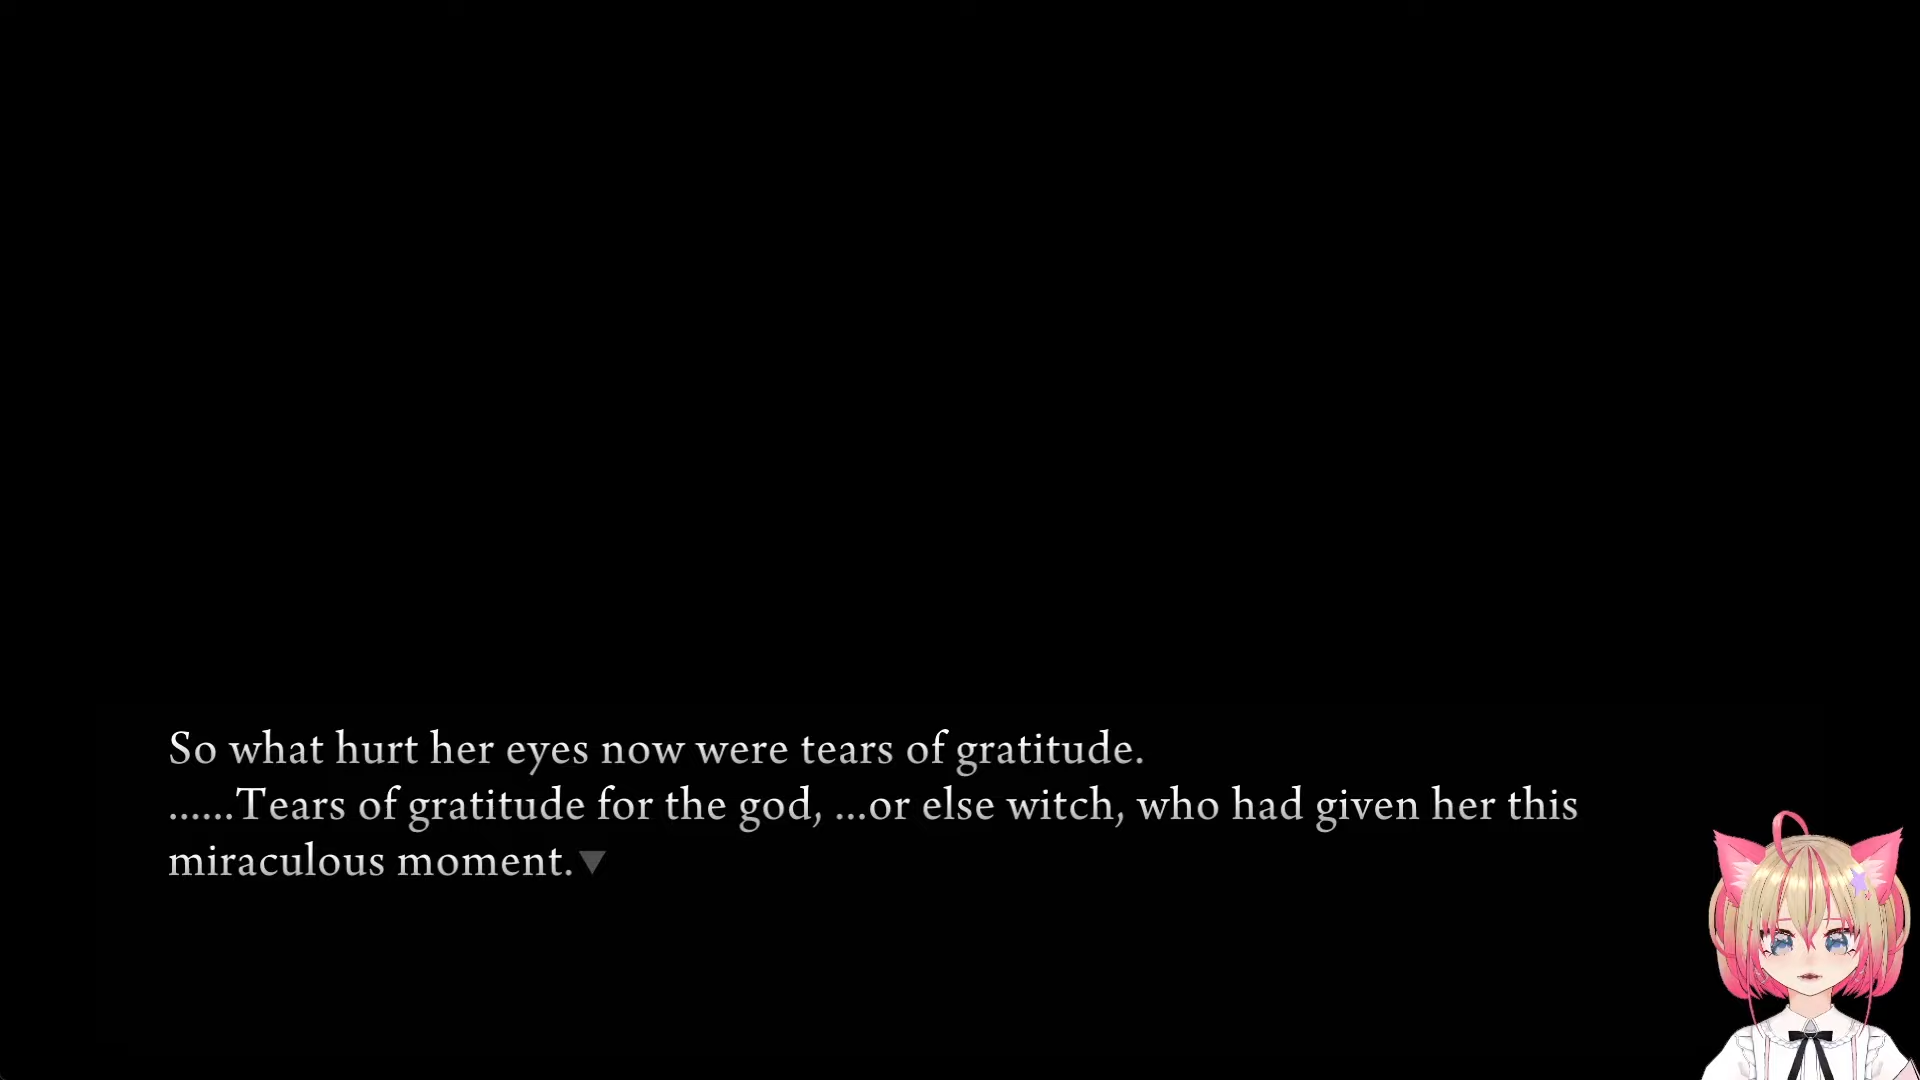 So what hurt her eyes now were tears of gratitude.
......Tears of gratitude for the god, ...or else witch, who had given her this
miraculous moment.